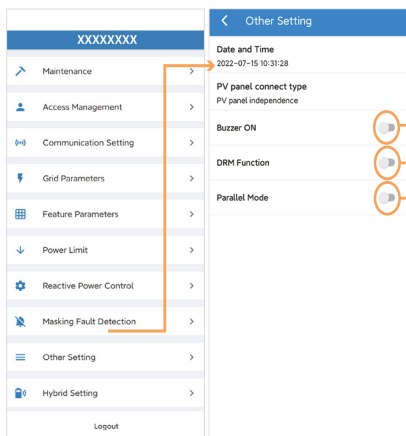 XXXXXXXX
Maintenance
Access Management
Communication Setting
Grid Parameters
Feature Parameters
Power Limit
Reactive Power Control
Masking Fault Detection
Other Setting
Hybrid Setting
Logout
Other Setting
Date and Time
2022-07-15 10:31:28
PV panel connect type
PV panel independence
Buzzer ON
DRM Function
Parallel Mode